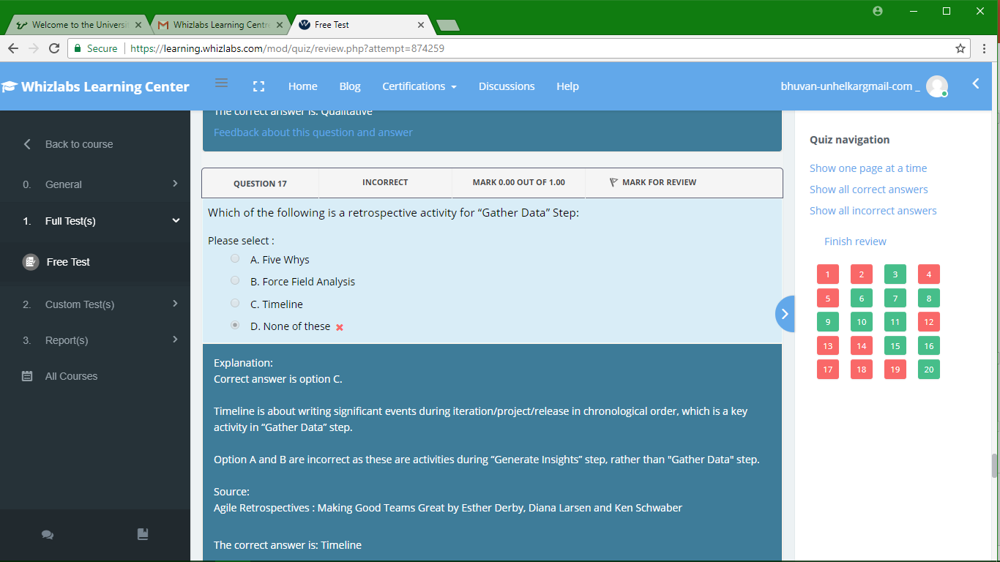 Welcome to the Universit
Whizlabs Learning Centre
Free Test
Secure | https://learning.whizlabs.com/mod/quiz/review.php?attempt=874259
Whizlabs Learning Center
Home
Blog
Certifications
Discussions
Help
bhuvan-unhelkargmail-com _
Back to course
0. General
1. Full Test(s)
Free Test
2. Custom Test(s)
3. Report(s)
All Courses
The correct answer is: Qualitative
Feedback about this question and answer
QUESTION 17
INCORRECT
MARK 0.00 OUT OF 1.00
MARK FOR REVIEW
Which of the following is a retrospective activity for “Gather Data” Step:
Please select :
A. Five Whys
B. Force Field Analysis
C. Timeline
D. None of these
Explanation:
Correct answer is option C.
Timeline is about writing significant events during iteration/project/release in chronological order, which is a key
activity in “Gather Data” step.
Option A and B are incorrect as these are activities during “Generate Insights” step, rather than "Gather Data" step.
Source:
Agile Retrospectives : Making Good Teams Great by Esther Derby, Diana Larsen and Ken Schwaber
The correct answer is: Timeline
Quiz navigation
Show one page at a time
Show all correct answers
Show all incorrect answers
Finish review
1 2 3 4
5 6 7 8
9 10 11 12
13 14 15 16
17 18 19 20